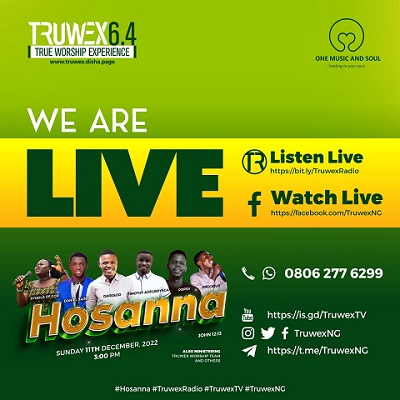 TRUWEX6.4
TRUE WORSHIP EXPERIENCE
www.truwex.disha.page
ONE MUSIC AND SOUL
WE ARE
LIVE
Listen Live
https://bit.ly/TruwexRadio
Watch Live
https://facebook.com/TruwexNG
0806 277 6299
Hosanna
JOHN 12:13
SUNDAY 11TH DECEMBER, 2022
3:00 PM
ALSO MINISTERING
TRUWEX WORSHIP TEAM
AND OTHERS
You Tube
https://is.gd/TruwexTV
TruwexNG
https://t.me/TruwexNG
#Hosanna #TruwexRadio #TruwexTV #TruwexNG